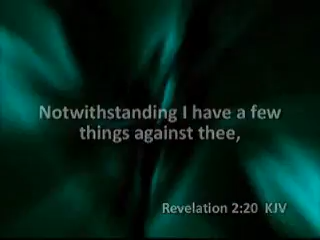 Notwithstanding I have a few
things against thee,
Revelation 2:20 KJV